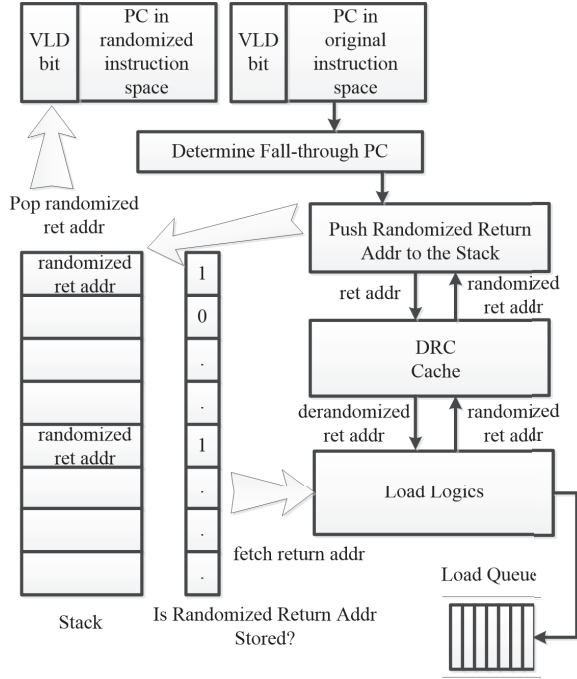 VLD
bit
PC in
randomized
instruction
space
VLD
bit
PC in
original
instruction
space
Determine Fall-through PC
Pop randomized
ret addr
Push Randomized Return
Addr to the Stack
randomized
ret addr
1
ret addr
randomized
ret addr
0
DRC
Cache
.
.
derandomized
ret addr
randomized
ret addr
randomized
ret addr
1
.
Load Logics
.
fetch return addr
.
Load Queue
Stack
Is Randomized Return Addr
Stored?